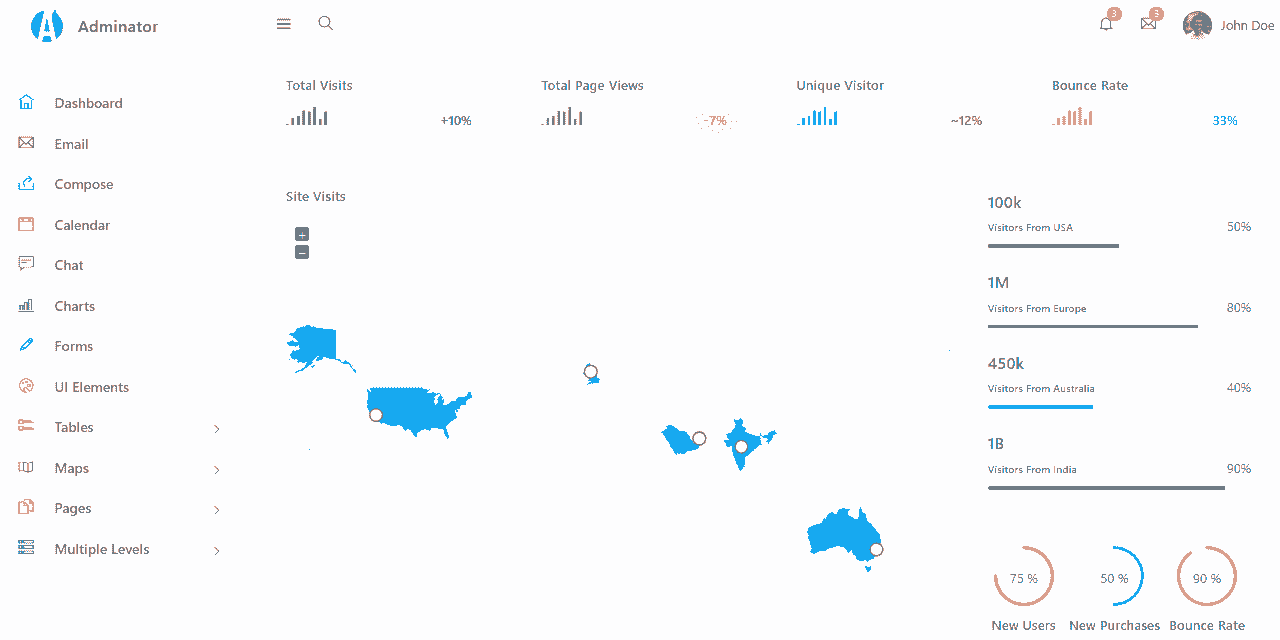 Adminator
3
3
John Doe
Dashboard
Email
Compose
Calendar
Chat
Charts
Forms
UI Elements
Tables
Maps
Pages
Multiple Levels
Total Visits
+10%
Total Page Views
-7%
Unique Visitor
~12%
Bounce Rate
33%
Site Visits
+
−
100k
Visitors From USA
50%
1M
Visitors From Europe
80%
450k
Visitors From Australia
40%
1B
Visitors From India
90%
75 %
New Users
50 %
New Purchases
90 %
Bounce Rate